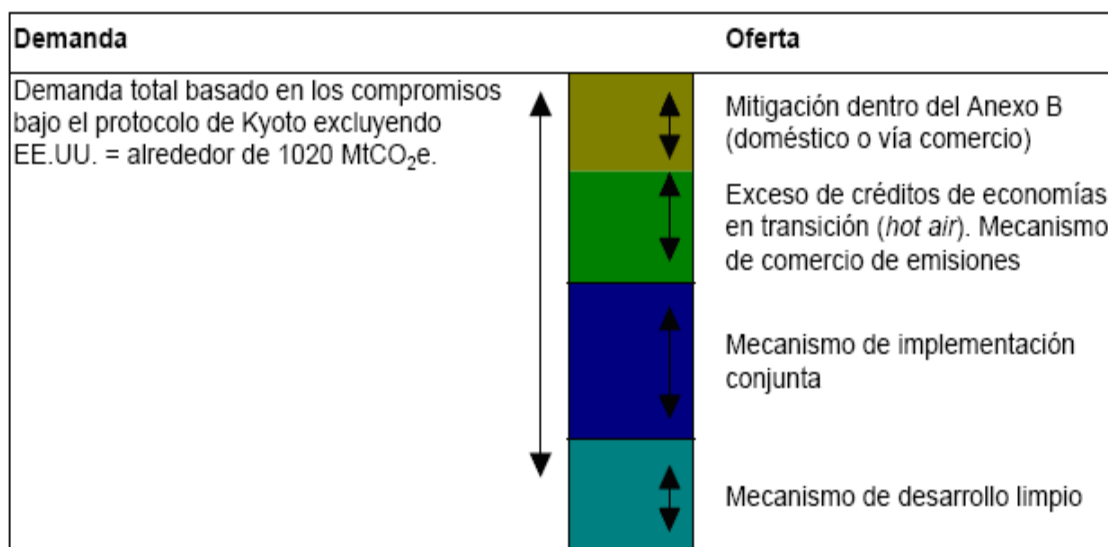 Demanda
Oferta
Demanda total basado en los compromisos
bajo el protocolo de Kyoto excluyendo
EE.UU. = alrededor de 1020 MtCO₂e.
Mitigación dentro del Anexo B
(doméstico o vía comercio)
Exceso de créditos de economías
en transición (hot air). Mecanismo
de comercio de emisiones
Mecanismo de implementación
conjunta
Mecanismo de desarrollo limpio